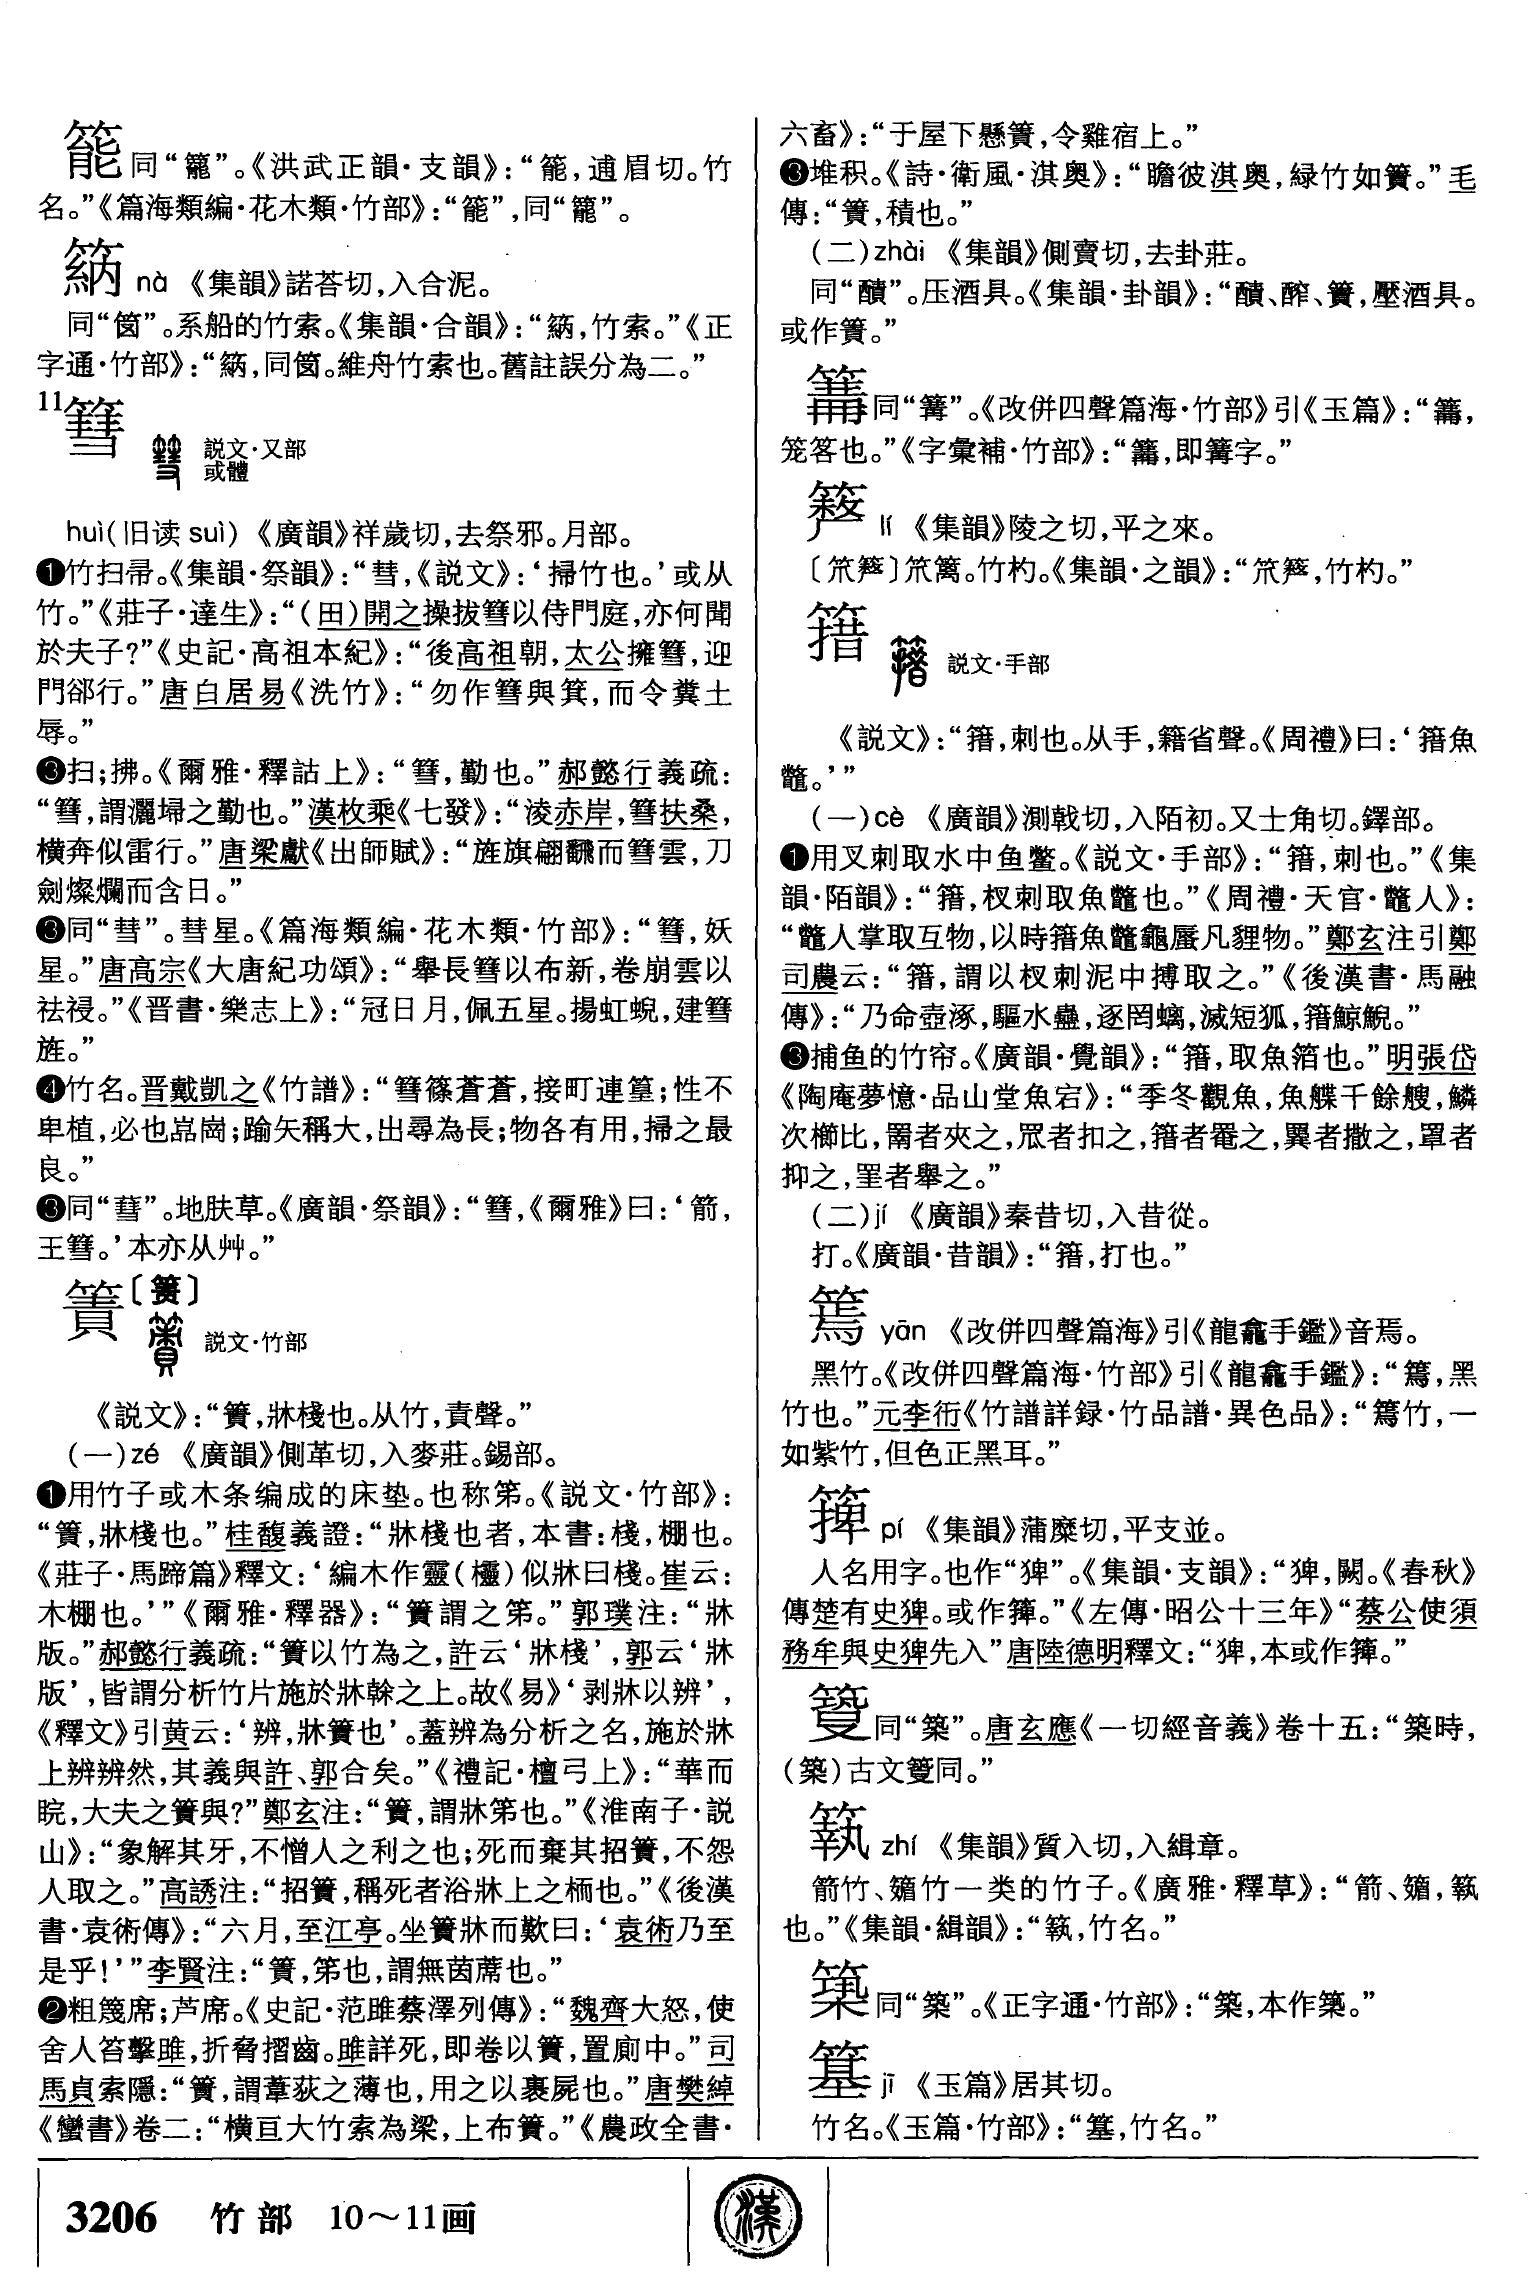 䈽同“籠”。《洪武正韻·支韻》：“䈽，逋眉切。竹
名。”《篇海類編·花木類·竹部》：“䈽”，同“籠”。
䈫 nà 《集韻》諾荅切，入合泥。
同“䇣”。系船的竹索。《集韻·合韻》：“䈫，竹索。”《正
字通·竹部》：“䈫，同䇣。維舟竹索也。舊註誤分為二。”
11
篲 説文·又部
或體
huì（旧读 suì） 《廣韻》祥歲切，去祭邪。月部。
❶竹扫帚。《集韻·祭韻》：“彗，《説文》：‘掃竹也。’或从
竹。”《莊子·達生》：“（田）開之操拔篲以侍門庭，亦何聞
於夫子？”《史記·高祖本紀》：“後高祖朝，太公擁篲，迎
門郤行。”唐白居易《洗竹》：“勿作篲與箕，而令糞土
辱。”
❸扫；拂。《爾雅·釋詁上》：“篲，勤也。”郝懿行義疏：
“篲，謂灑埽之勤也。”漢枚乘《七發》：“淩赤岸，篲扶桑，
橫奔似雷行。”唐梁獻《出師賦》：“旌旗翩飜而篲雲，刀
劍燦爛而含日。”
❸同“彗”。彗星。《篇海類編·花木類·竹部》：“篲，妖
星。”唐高宗《大唐紀功頌》：“舉長篲以布新，卷崩雲以
祛祲。”《晋書·樂志上》：“冠日月，佩五星。揚虹蜺，建篲
旌。”
❹竹名。晋戴凱之《竹譜》：“篲篠蒼蒼，接町連篁；性不
卑植，必也嵓崗；踰矢稱大，出尋為長；物各有用，掃之最
良。”
❸同“蔧”。地肤草。《廣韻·祭韻》：“篲，《爾雅》曰：‘葥，
王篲。’本亦从艸。”
簀〔箦〕 説文·竹部
《説文》：“簀，牀棧也。从竹，責聲。”
（一）zé 《廣韻》側革切，入麥莊。錫部。
❶用竹子或木条编成的床垫。也称笫。《説文·竹部》：
“簀，牀棧也。”桂馥義證：“牀棧也者，本書：棧，棚也。
《莊子·馬蹄篇》釋文：‘編木作靈（櫺）似牀曰棧。崔云：
木棚也。’”《爾雅·釋器》：“簀謂之笫。”郭璞注：“牀
版。”郝懿行義疏：“簀以竹為之，許云‘牀棧’，郭云‘牀
版’，皆謂分析竹片施於牀榦之上。故《易》‘剥牀以辨’，
《釋文》引黄云：‘辨，牀簀也’。蓋辨為分析之名，施於牀
上辨辨然，其義與許、郭合矣。”《禮記·檀弓上》：“華而
睆，大夫之簀與？”鄭玄注：“簀，謂牀笫也。”《淮南子·説
山》：“象解其牙，不憎人之利之也；死而棄其招簀，不怨
人取之。”高誘注：“招簀，稱死者浴牀上之栭也。”《後漢
書·袁術傳》：“六月，至江亭。坐簀牀而歎曰：‘袁術乃至
是乎！’”李賢注：“簀，笫也，謂無茵蓆也。”
❷粗篾席；芦席。《史記·范雎蔡澤列傳》：“魏齊大怒，使
舍人笞擊雎，折脅摺齒。雎詳死，即卷以簀，置廁中。”司
馬貞索隱：“簀，謂葦荻之薄也，用之以裹屍也。”唐樊綽
《蠻書》卷二：“横亘大竹索為梁，上布簀。”《農政全書·
六畜》：“于屋下懸簀，令雞宿上。”
❸堆积。《詩·衛風·淇奥》：“瞻彼淇奥，緑竹如簀。”毛
傳：“簀，積也。”
（二）zhài 《集韻》側賣切，去卦莊。
同“醆”。压酒具。《集韻·卦韻》：“、醡、簀，壓酒具。
或作簀。”
同“篝”。《改併四聲篇海·竹部》引《玉篇》：“，
笼客也。”《字彙補·竹部》：“，即篝字。”
lí 《集韻》陵之切，平之來。
〔笊〕笊篱。竹杓。《集韻·之韻》：“笊，竹杓。”
簎 説文·手部
《説文》：“簎，刺也。从手，籍省聲。《周禮》曰：‘簎魚
鼈。’”
（一）cè 《廣韻》測戟切，入陌初。又士角切。鐸部。
❶用叉刺取水中鱼鳖。《説文·手部》：“簎，刺也。”《集
韻·陌韻》：“簎，杈刺取魚鼈也。”《周禮·天官·鼈人》：
“鼈人掌取互物，以時簎魚鼈龜蜃凡貍物。”鄭玄注引鄭
司農云：“簎，謂以杈刺泥中搏取之。”《後漢書·馬融
傳》：“乃命壺涿，驅水蠱，逐罔螭，滅短狐，簎鯨鯢。”
❸捕鱼的竹帘。《廣韻·覺韻》：“簎，取魚箔也。”明張岱
《陶庵夢憶·品山堂魚宕》：“季冬觀魚，魚艓千餘艘，鱗
次櫛比，罱者夾之，罛者扣之，簎者罨之，罺者撒之，罩者
抑之，罣者舉之。”
（二）jí 《廣韻》秦昔切，入昔從。
打。《廣韻·昔韻》：“簎，打也。”
篶 yān 《改併四聲篇海》引《龍龕手鑑》音焉。
黑竹。《改併四聲篇海·竹部》引《龍龕手鑑》：“篶，黑
竹也。”元李衎《竹譜詳録·竹品譜·異色品》：“篶竹，一
如紫竹，但色正黑耳。”
pí 《集韻》蒲糜切，平支並。
人名用字。也作“猈”。《集韻·支韻》：“猈，闕。《春秋》
傳楚有史猈。或作。”《左傳·昭公十三年》“蔡公使須
務牟與史猈先入”唐陸德明釋文：“猈，本或作。”
同“築”。唐玄應《一切經音義》卷十五：“築時，
（築）古文同。”
䈙 zhí 《集韻》質入切，入緝章。
箭竹、䉋竹一类的竹子。《廣雅·釋草》：“箭、䉋，
也。”《集韻·緝韻》：“，竹名。”
同“築”。《正字通·竹部》：“築，本作。”
jī 《玉篇》居其切。
竹名。《玉篇·竹部》：“，竹名。”
3206 竹部 10～11画
漢